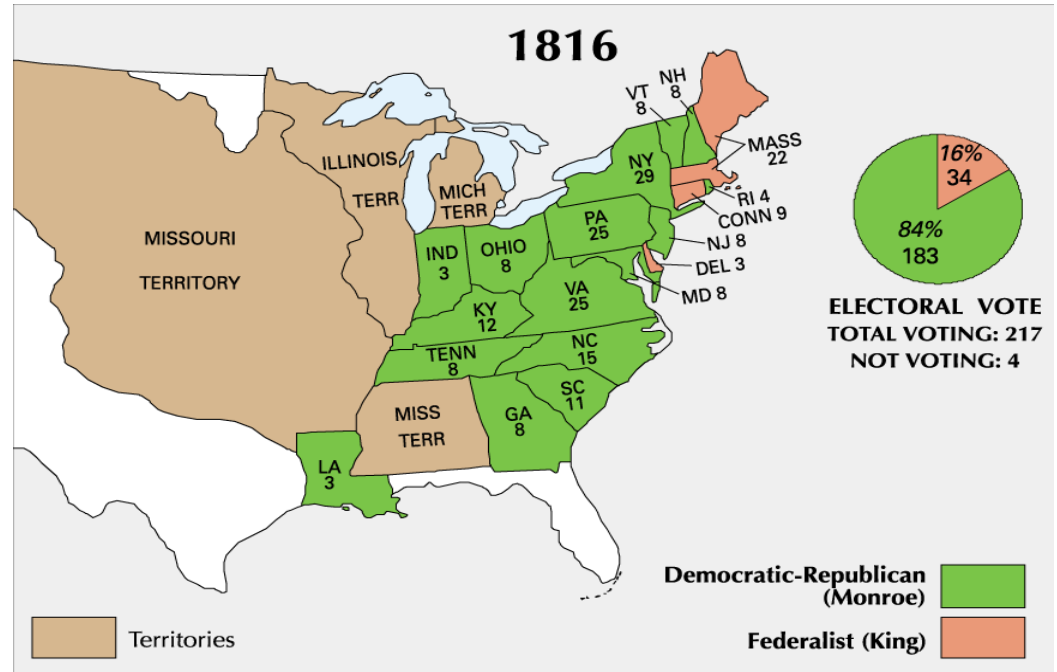 1816
NH
8
VT
8
MASS
22
NY
29
RI 4
CONN 9
NJ 8
DEL 3
MD 8
PA
25
ILLINOIS
TERR
MICH
TERR
MISSOURI
TERRITORY
IND
3
OHIO
8
VA
25
KY
12
NC
15
TENN
8
SC
11
MISS
TERR
GA
8
LA
3
16%
34
84%
183
ELECTORAL VOTE
TOTAL VOTING: 217
NOT VOTING: 4
Democratic-Republican
(Monroe)
Federalist (King)
Territories